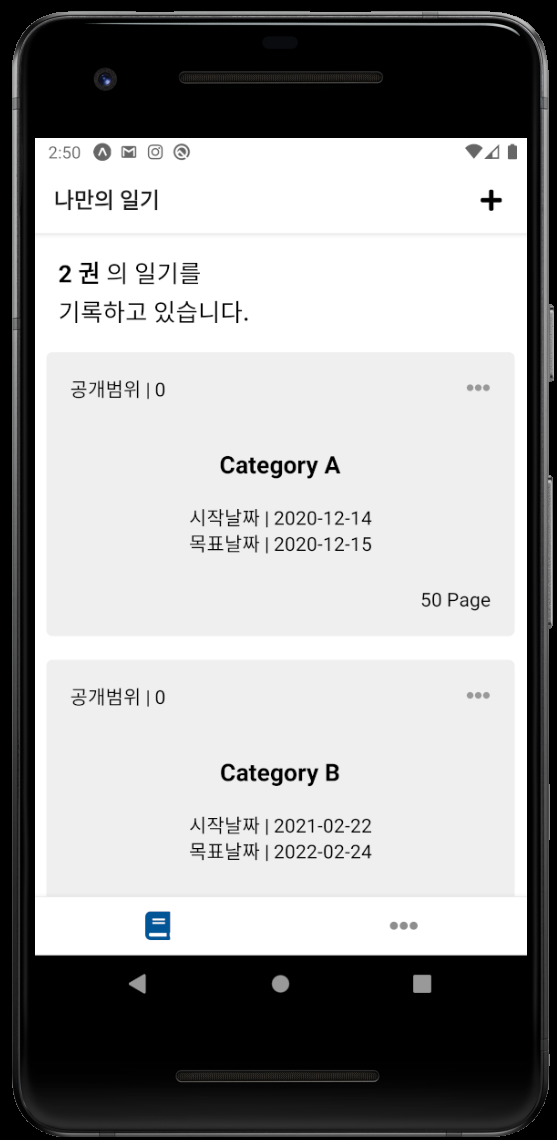 2:50
나만의 일기
2 권 의 일기를
기록하고 있습니다.
공개범위 | 0
Category A
시작날짜 | 2020-12-14
목표날짜 | 2020-12-15
50 Page
공개범위 | 0
Category B
시작날짜 | 2021-02-22
목표날짜 | 2022-02-24